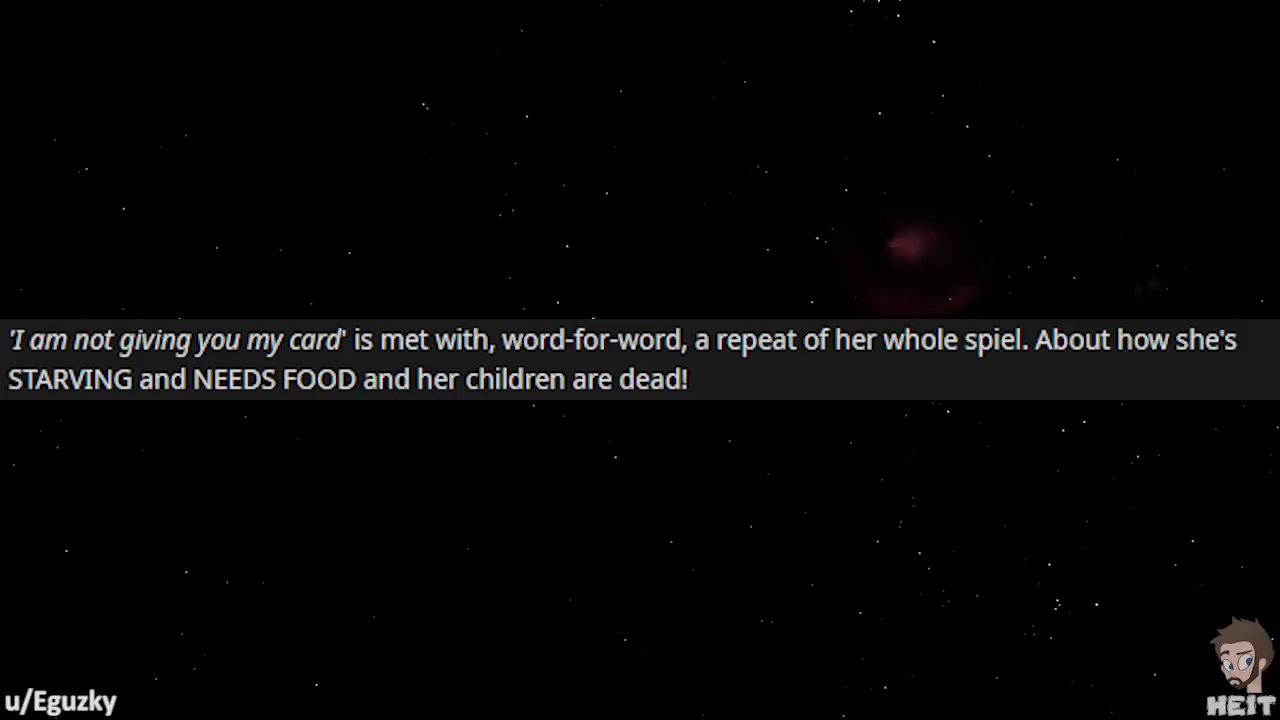 'I am not giving you my card' is met with, word-for-word, a repeat of her whole spiel. About how she's
STARVING and NEEDS FOOD and her children are dead!
u/Eguzky
HEIT